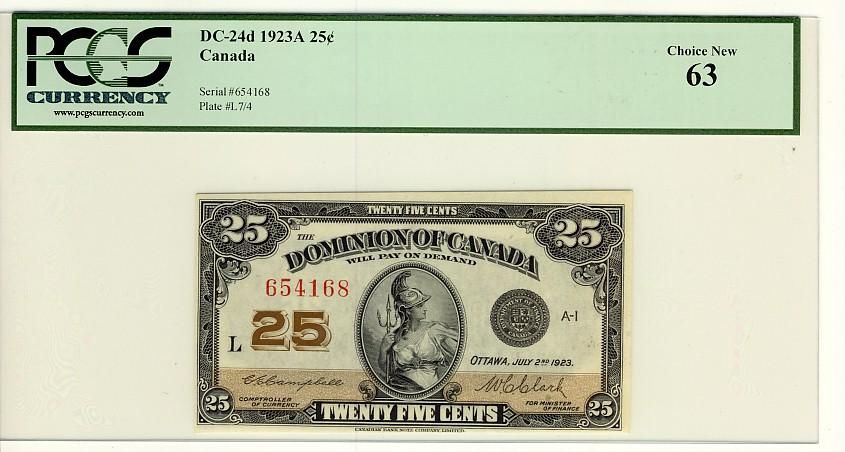 PCGS
CURRENCY
www.pcgscurrency.com
DC-24d 1923A 25¢
Canada
Serial #654168
Plate #L7/4
Choice New
63
TWENTY FIVE CENTS
25
25
THE
DOMINION OF CANADA
WILL PAY ON DEMAND
654168
L
25
A-1
OTTAWA, JULY 2ND 1923.
C E Campbell
COMPTROLLER
OF CURRENCY
W C Clark
FOR MINISTER
OF FINANCE
25
TWENTY FIVE CENTS
25
CANADIAN BANK NOTE COMPANY, LIMITED.